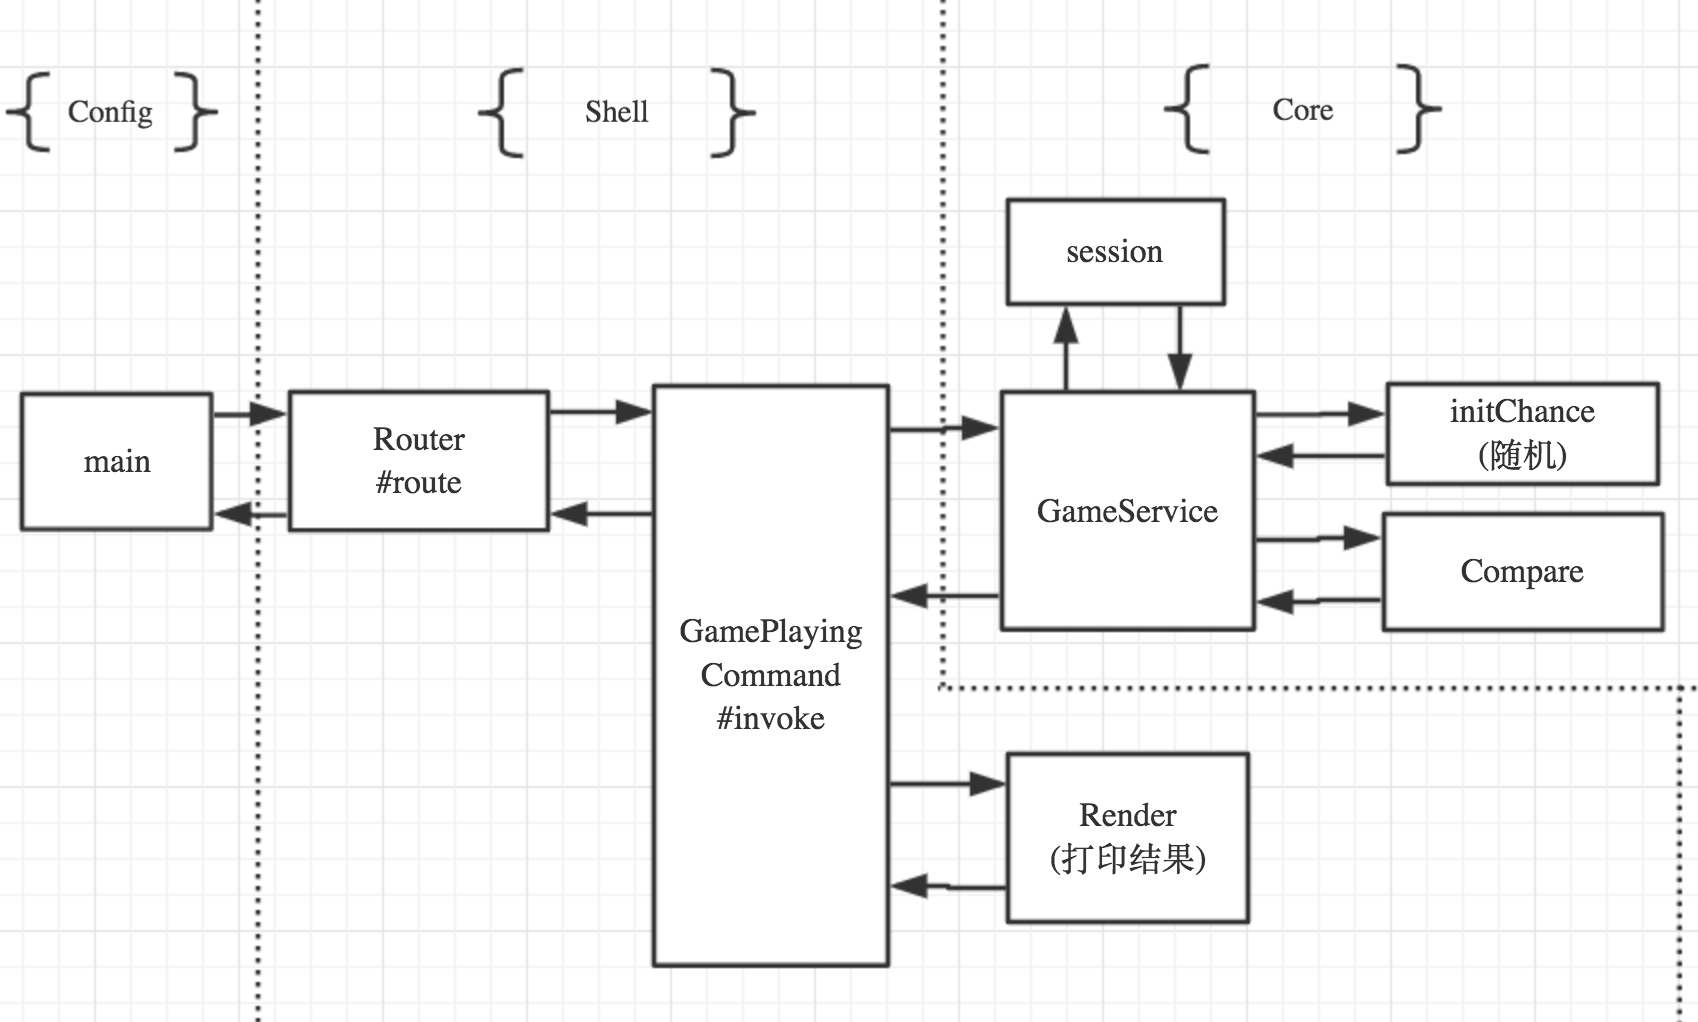 Config
Shell
Core
session
main
Router
#route
GamePlaying
Command
#invoke
GameService
initChance
(随机)
Compare
Render
(打印结果)